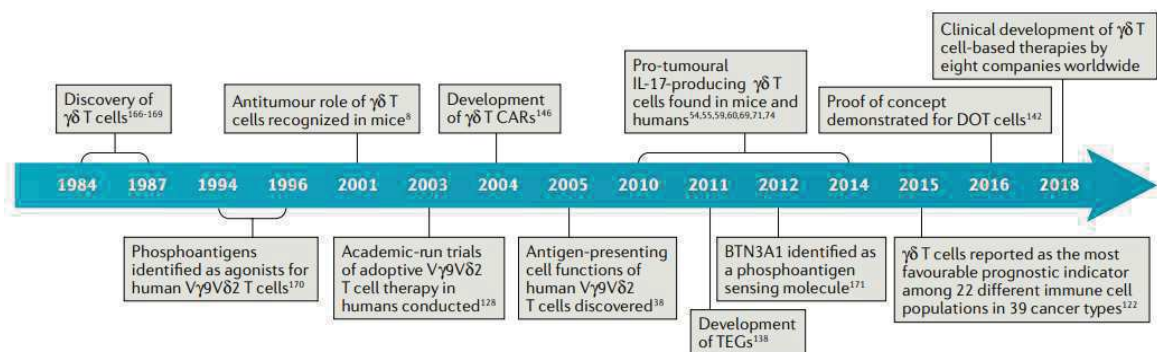 Discovery of
γδ T cells166-169
Antitumour role of γδ T
cells recognized in mice8
Development
of γδ T CARs146
Pro-tumoural
IL-17-producing γδ T
cells found in mice and
humans54,55,59,60,69,71,74
Proof of concept
demonstrated for DOT cells142
Clinical development of γδ T
cell-based therapies by
eight companies worldwide
1984 1987 1994 1996 2001 2003 2004 2005 2010 2011 2012 2014 2015 2016 2018
Phosphoantigens
identified as agonists for
human Vγ9Vδ2 T cells170
Academic-run trials
of adoptive Vγ9Vδ2
T cell therapy in
humans conducted128
Antigen-presenting
cell functions of
human Vγ9Vδ2
T cells discovered38
Development
of TEGs138
BTN3A1 identified as
a phosphoantigen
sensing molecule171
γδ T cells reported as the most
favourable prognostic indicator
among 22 different immune cell
populations in 39 cancer types122